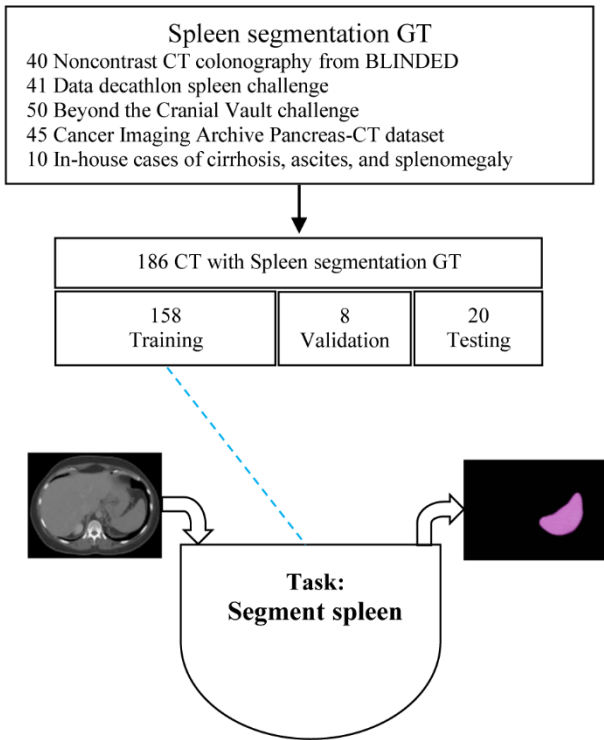 Spleen segmentation GT
40 Noncontrast CT colonography from BLINDED
41 Data decathlon spleen challenge
50 Beyond the Cranial Vault challenge
45 Cancer Imaging Archive Pancreas-CT dataset
10 In-house cases of cirrhosis, ascites, and splenomegaly
186 CT with Spleen segmentation GT
158
Training
8
Validation
20
Testing
Task:
Segment spleen